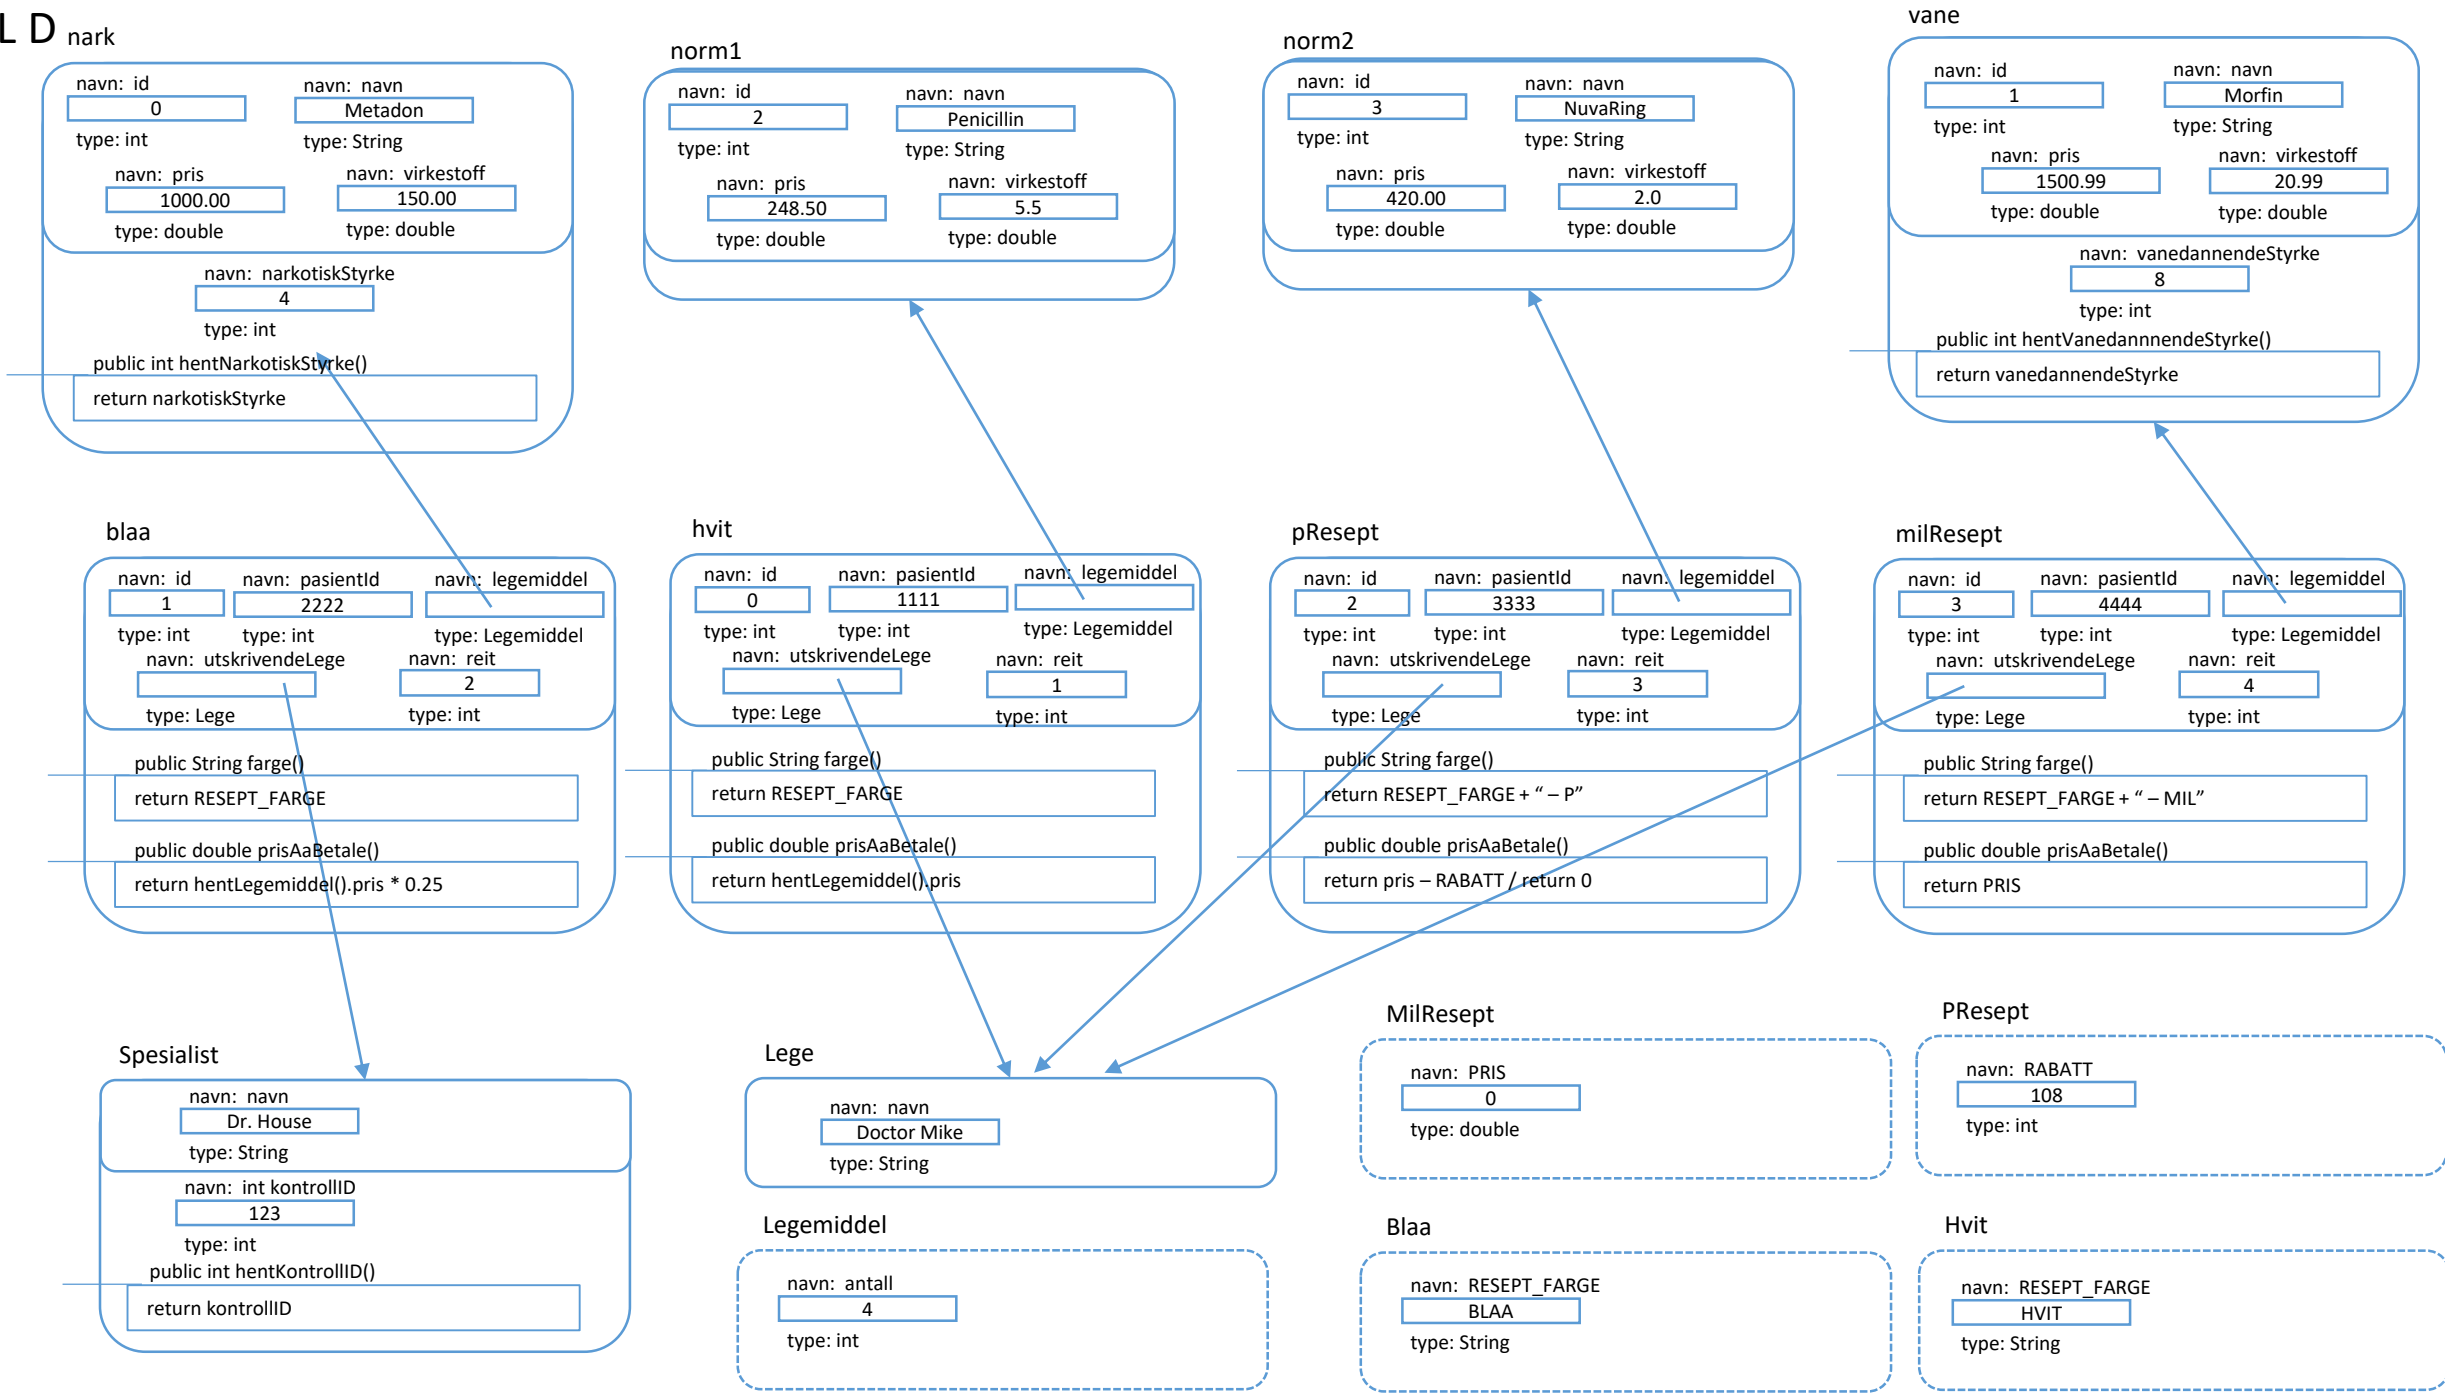 L D
nark
navn: id
0
type: int
navn: navn
Metadon
type: String
navn: pris
1000.00
type: double
navn: virkestoff
150.00
type: double
navn: narkotiskStyrke
4
type: int
public int hentNarkotiskStyrke()
return narkotiskStyrke
norm1
navn: id
2
type: int
navn: navn
Penicillin
type: String
navn: pris
248.50
type: double
navn: virkestoff
5.5
type: double
norm2
navn: id
3
type: int
navn: navn
NuvaRing
type: String
navn: pris
420.00
type: double
navn: virkestoff
2.0
type: double
vane
navn: id
1
type: int
navn: navn
Morfin
type: String
navn: pris
1500.99
type: double
navn: virkestoff
20.99
type: double
navn: vanedannendeStyrke
8
type: int
public int hentVanedannnendeStyrke()
return vanedannendeStyrke
blaa
navn: id
1
type: int
navn: pasientId
2222
type: int
navn: legemiddel
type: Legemiddel
navn: utskrivendeLege
type: Lege
navn: reit
2
type: int
public String farge()
return RESEPT_FARGE
public double prisAaBetale()
return hentLegemiddel().pris * 0.25
hvit
navn: id
0
type: int
navn: pasientId
1111
type: int
navn: legemiddel
type: Legemiddel
navn: utskrivendeLege
type: Lege
navn: reit
1
type: int
public String farge()
return RESEPT_FARGE
public double prisAaBetale()
return hentLegemiddel().pris
pResept
navn: id
2
type: int
navn: pasientId
3333
type: int
navn: legemiddel
type: Legemiddel
navn: utskrivendeLege
type: Lege
navn: reit
3
type: int
public String farge()
return RESEPT_FARGE + “ – P”
public double prisAaBetale()
return pris – RABATT / return 0
milResept
navn: id
3
type: int
navn: pasientId
4444
type: int
navn: legemiddel
type: Legemiddel
navn: utskrivendeLege
type: Lege
navn: reit
4
type: int
public String farge()
return RESEPT_FARGE + “ – MIL”
public double prisAaBetale()
return PRIS
Spesialist
navn: navn
Dr. House
type: String
navn: int kontrollID
123
type: int
public int hentKontrollID()
return kontrollID
Lege
navn: navn
Doctor Mike
type: String
MilResept
navn: PRIS
0
type: double
PResept
navn: RABATT
108
type: int
Legemiddel
navn: antall
4
type: int
Blaa
navn: RESEPT_FARGE
BLAA
type: String
Hvit
navn: RESEPT_FARGE
HVIT
type: String